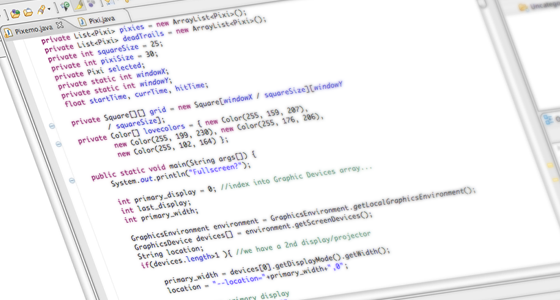 Pixemo.java Pixi.java
private List<Pixi> pixies = new ArrayList<Pixi>();
private List<Pixi> deadTrails = new ArrayList<Pixi>();
private int squareSize = 25;
private int pixiSize = 30;
private Pixi selected;
private static int windowX;
private static int windowY;
float startTime, currTime, hitTime;
private Square[][] grid = new Square[windowX / squareSize][windowY
/ squareSize];
private Color[] lovecolors = { new Color(255, 159, 207),
new Color(255, 199, 230), new Color(255, 176, 206),
new Color(255, 102, 164) };
public static void main(String args[]) {
System.out.println("Fullscreen?");
int primary_display = 0; //index into Graphic Devices array...
int last_display;
int primary_width;
GraphicsEnvironment environment = GraphicsEnvironment.getLocalGraphicsEnvironment();
GraphicsDevice devices[] = environment.getScreenDevices();
String location;
if(devices.length>1 ){ //we have a 2nd display/projector
primary_width = devices[0].getDisplayMode().getWidth();
location = "--location="+primary_width+",0";
primary display